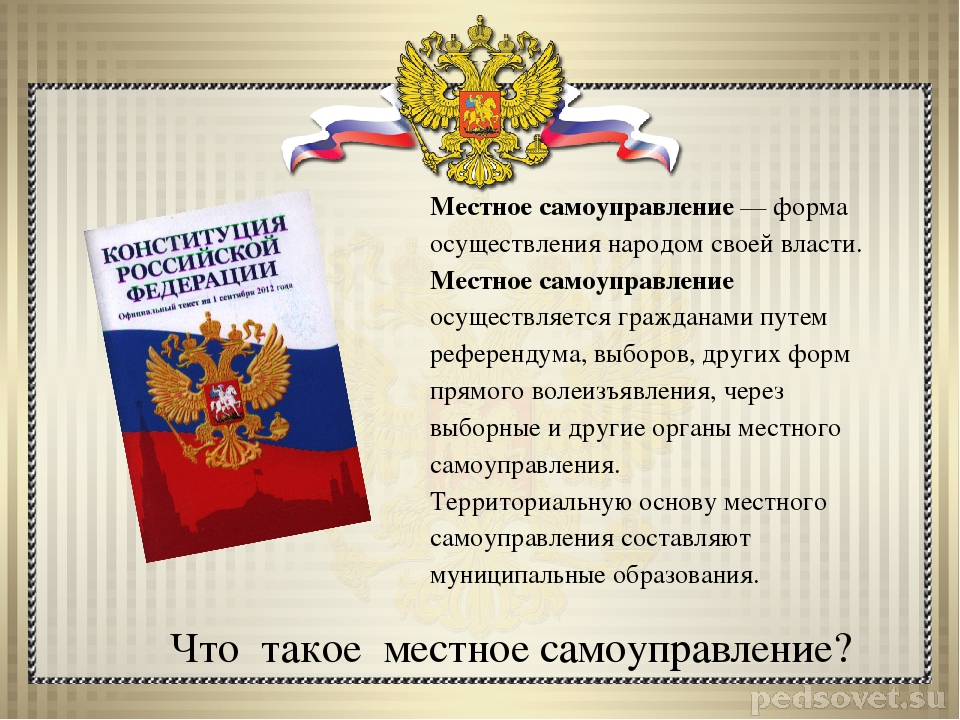 КОНСТИТУЦИЯ
РОССИЙСКОЙ
ФЕДЕРАЦИИ
Официальный текст на 1 сентября 2012 года
Местное самоуправление — форма
осуществления народом своей власти.
Местное самоуправление
осуществляется гражданами путем
референдума, выборов, других форм
прямого волеизъявления, через
выборные и другие органы местного
самоуправления.
Территориальную основу местного
самоуправления составляют
муниципальные образования.
Что такое местное самоуправление?
pedsovet.su